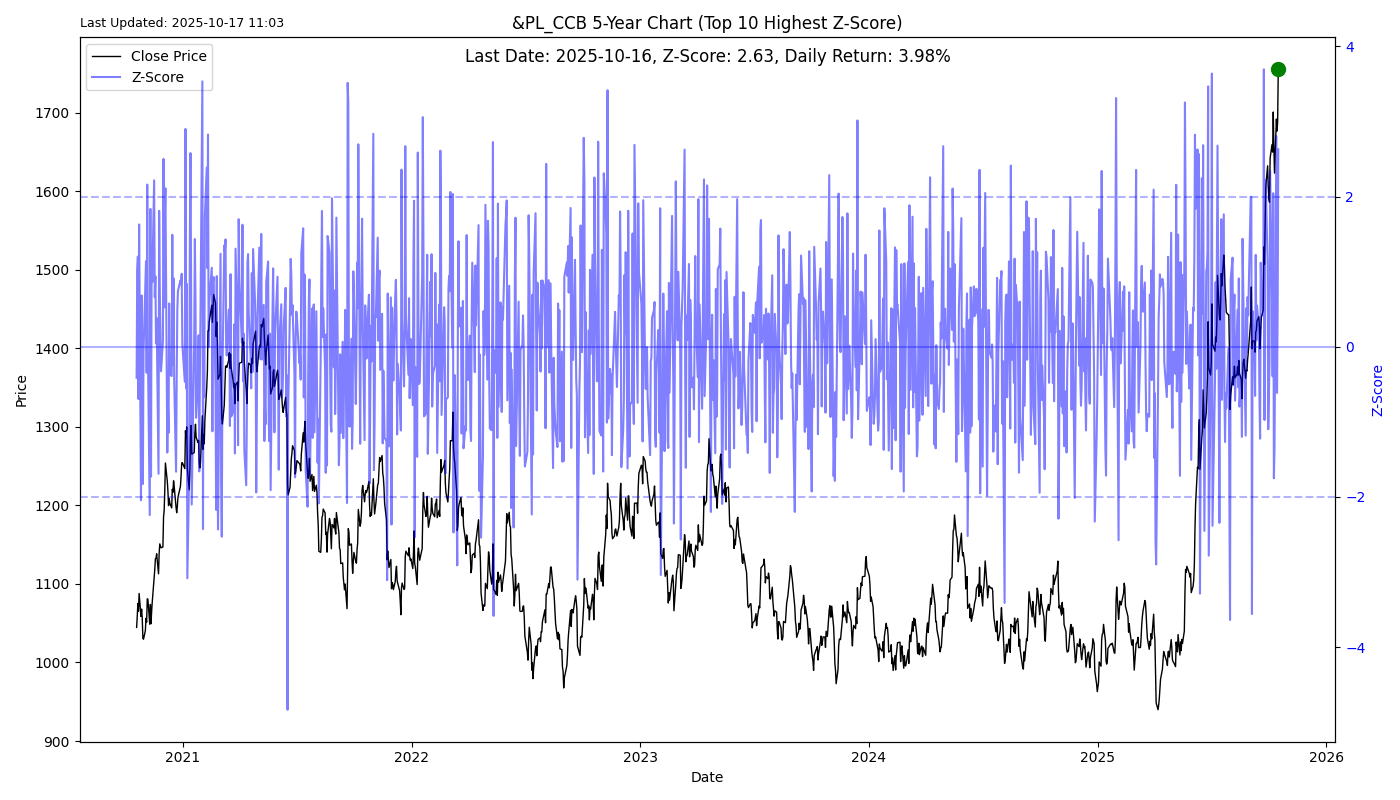 Last Updated: 2025-10-17 11:03
&PL_CCB 5-Year Chart (Top 10 Highest Z-Score)
Last Date: 2025-10-16, Z-Score: 2.63, Daily Return: 3.98%
Close Price
Z-Score
1700
1600
1500
1400
1300
1200
1100
1000
900
Price
4
2
0
−2
−4
Z-Score
2021
2022
2023
2024
2025
2026
Date